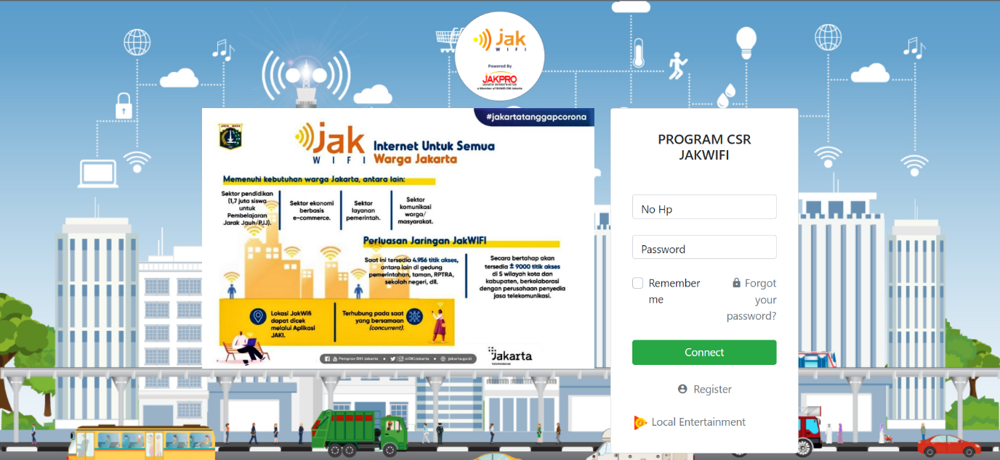 jak
WIFI
Powered By
JAKPRO
JAKARTA INFRASTRUKTUR
a Member of BUMD DKI Jakarta
#jakartatanggapcorona
JAYA RAYA
jak
WIFI
Internet Untuk Semua
Warga Jakarta
Memenuhi kebutuhan warga Jakarta, antara lain:
Sektor pendidikan
(1,7 juta siswa
untuk
Pembelajaran
Jarak Jauh/PJJ).
Sektor ekonomi
berbasis
e-commerce.
Sektor
layanan
pemerintah.
Sektor
komunikasi
warga/
masyarakat.
Perluasan Jaringan JakWIFI
Saat ini tersedia 4.956 titik akses,
antara lain di gedung
pemerintahan, taman, RPTRA,
sekolah negeri, dll.
Secara bertahap akan
tersedia ± 9000 titik akses
di 5 wilayah kota dan
kabupaten, berkolaborasi
dengan perusahaan penyedia
jasa telekomunikasi.
Lokasi JakWifi
dapat dicek
melalui Aplikasi
JAKI.
Terhubung pada saat
yang bersamaan
(concurrent).
Pemprov DKI Jakarta
@DKIJakarta
jakarta.go.id
Jakarta
PROGRAM CSR
JAKWIFI
No Hp
Password
Remember
me
Forgot
your
password?
Connect
Register
Local Entertainment